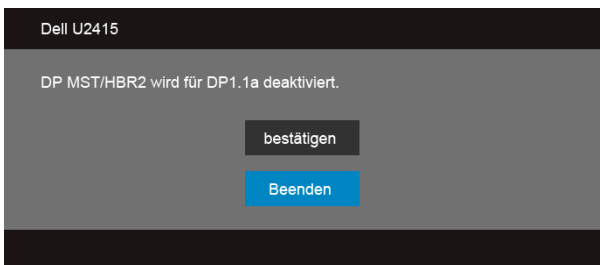 Dell U2415
DP MST/HBR2 wird für DP1.1a deaktiviert.
bestätigen
Beenden